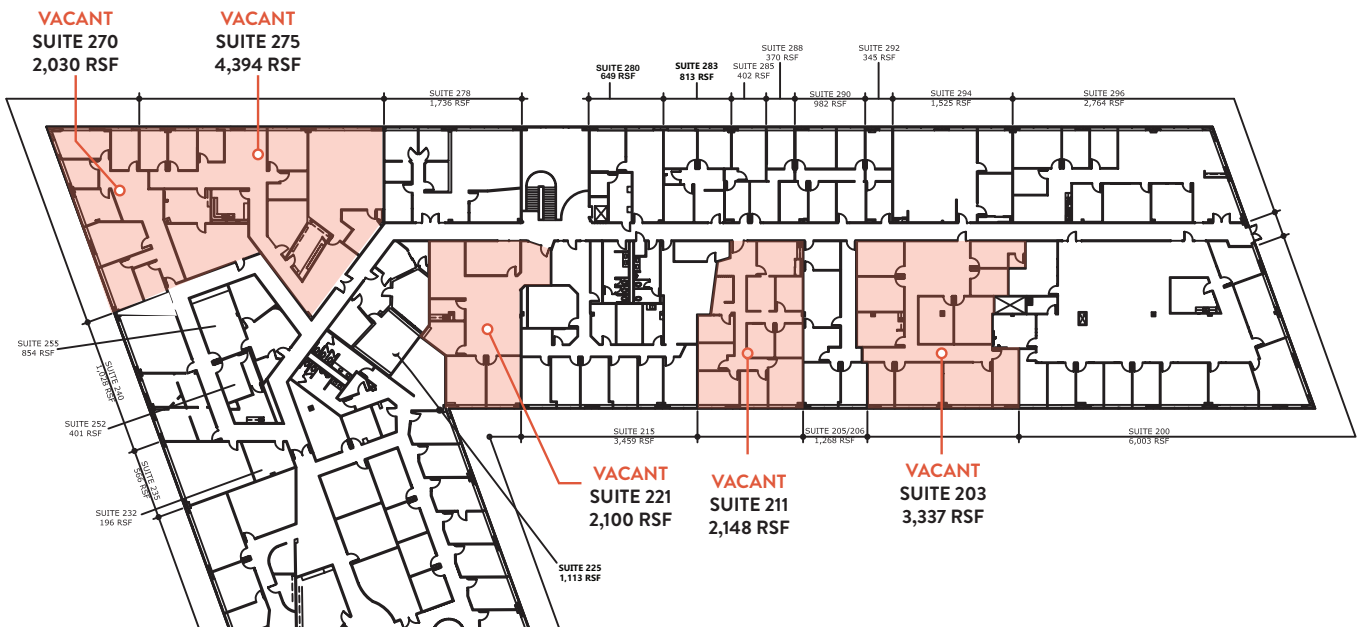 VACANT
SUITE 270
2,030 RSF
VACANT
SUITE 275
4,394 RSF
SUITE 278
1,736 RSF
SUITE 280
649 RSF
SUITE 283
813 RSF
SUITE 285
402 RSF
SUITE 288
370 RSF
SUITE 290
982 RSF
SUITE 292
345 RSF
SUITE 294
1,525 RSF
SUITE 296
2,764 RSF
SUITE 255
854 RSF
SUITE 240
1,028 RSF
SUITE 252
401 RSF
SUITE 235
566 RSF
SUITE 232
196 RSF
SUITE 215
3,459 RSF
SUITE 205/206
1,268 RSF
SUITE 200
6,003 RSF
VACANT
SUITE 221
2,100 RSF
VACANT
SUITE 211
2,148 RSF
VACANT
SUITE 203
3,337 RSF
SUITE 225
1,113 RSF